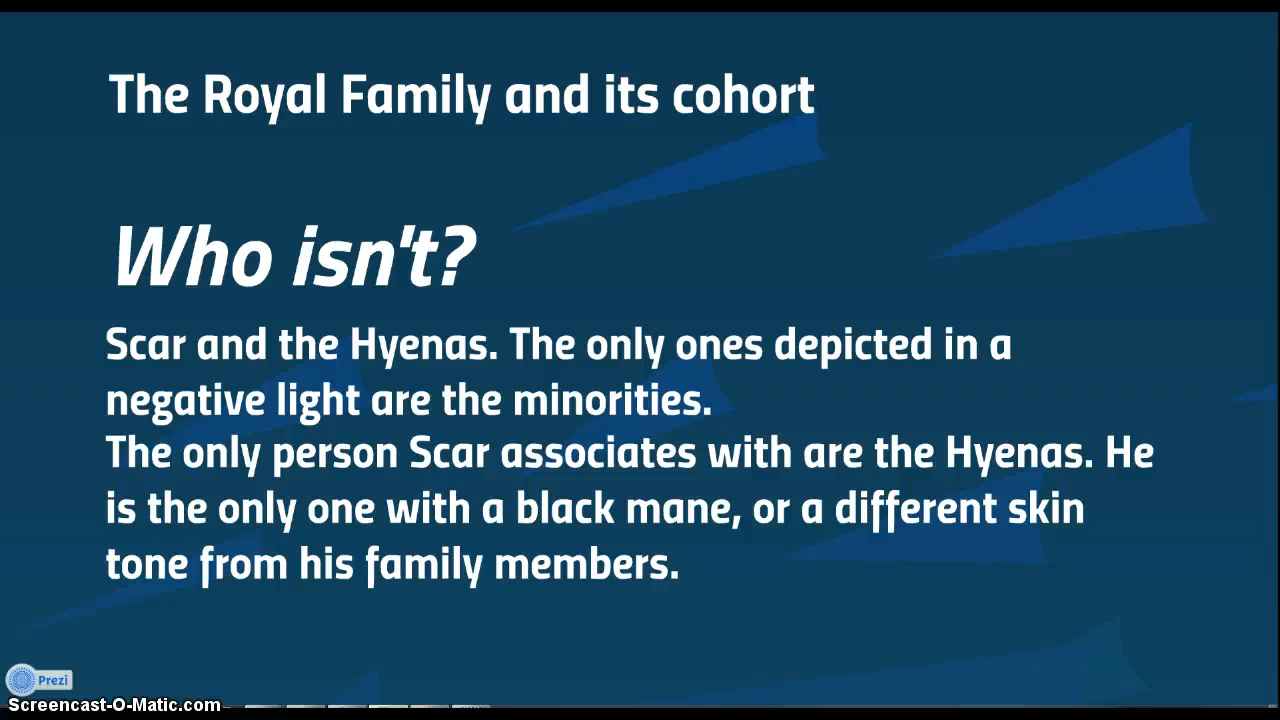 The Royal Family and its cohort
Who isn't?
Scar and the Hyenas. The only ones depicted in a
negative light are the minorities.
The only person Scar associates with are the Hyenas. He
is the only one with a black mane, or a different skin
tone from his family members.
Prezi
Screencast-O-Matic.com